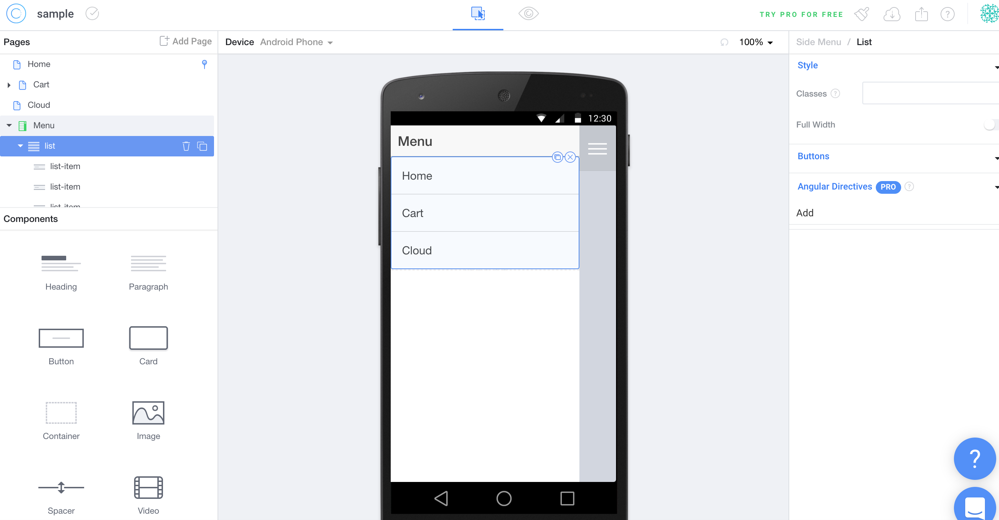 sample
TRY PRO FOR FREE
Pages
Add Page
Device Android Phone
100%
Side Menu / List
Home
Cart
Cloud
Menu
list
list-item
list-item
list-item
Components
Heading
Paragraph
Button
Card
Container
Image
Spacer
Video
12:30
Menu
Home
Cart
Cloud
Style
Classes ?
Full Width
Buttons
Angular Directives PRO ?
Add
?
?